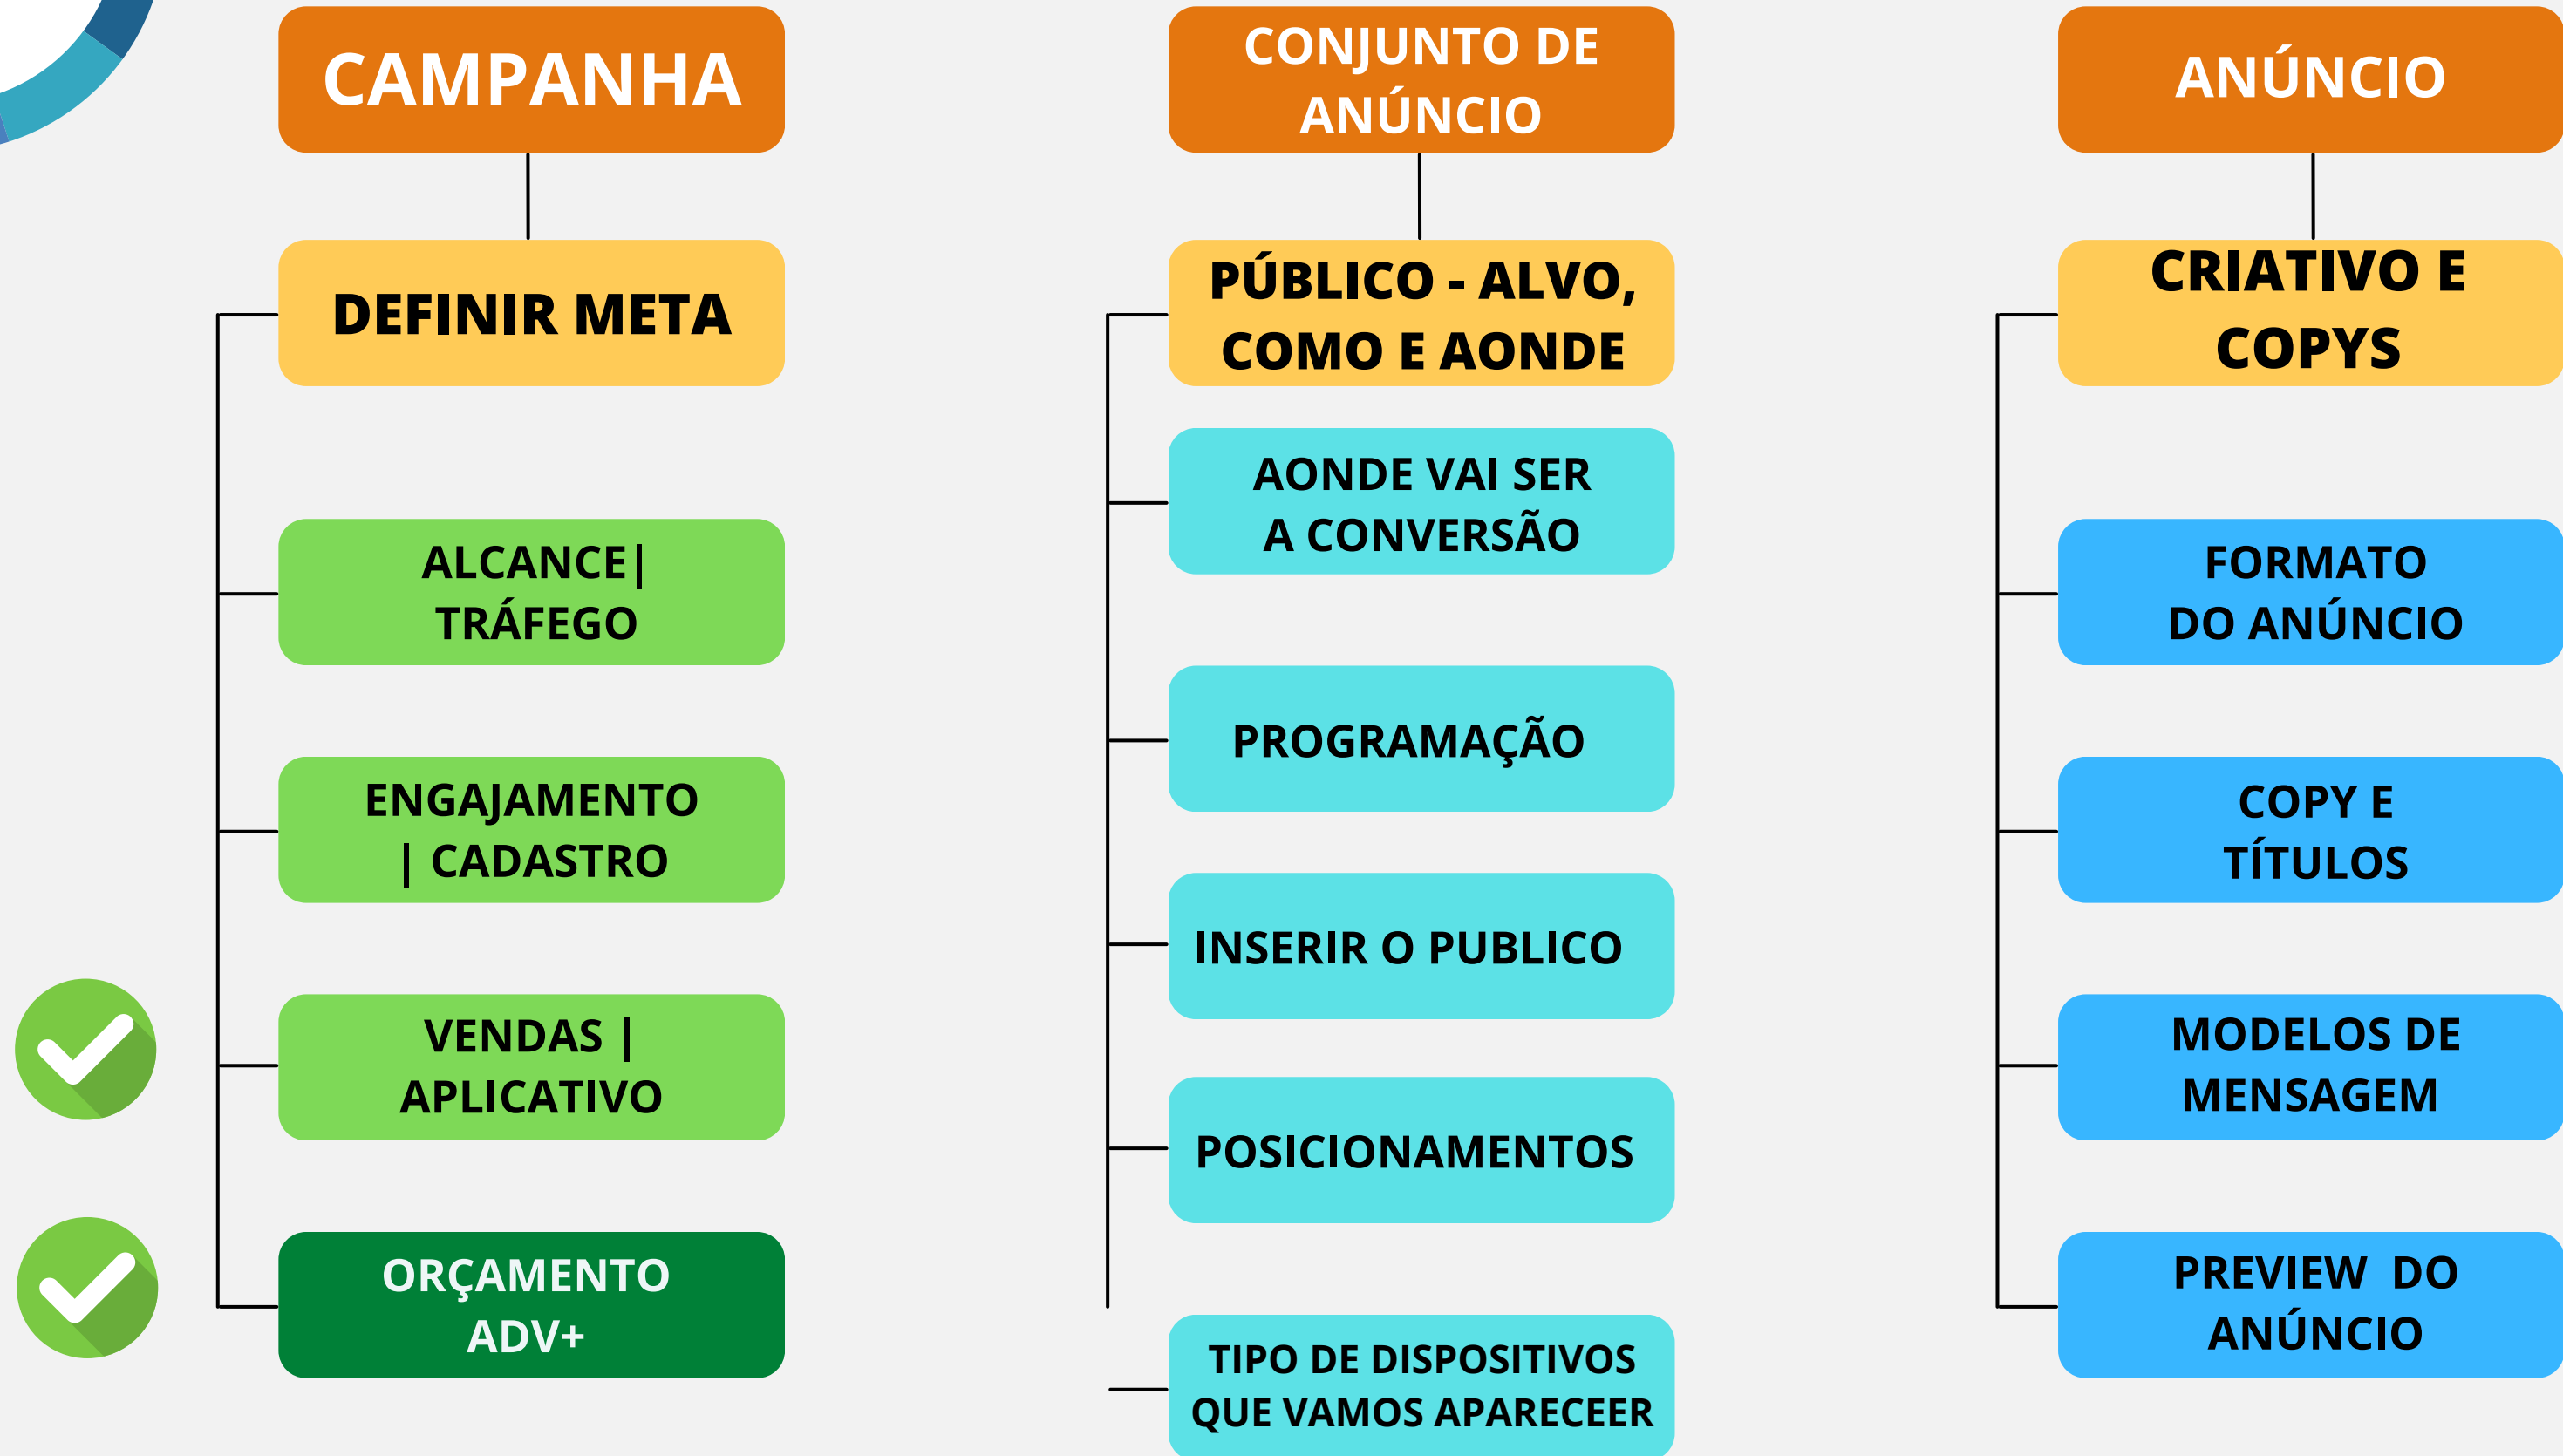 CAMPANHA
DEFINIR META
ALCANCE|
TRÁFEGO
ENGAJAMENTO
| CADASTRO
VENDAS |
APLICATIVO
ORÇAMENTO
ADV+
CONJUNTO DE
ANÚNCIO
PÚBLICO - ALVO,
COMO E AONDE
AONDE VAI SER
A CONVERSÃO
PROGRAMAÇÃO
INSERIR O PUBLICO
POSICIONAMENTOS
TIPO DE DISPOSITIVOS
QUE VAMOS APARECEER
ANÚNCIO
CRIATIVO E
COPYS
FORMATO
DO ANÚNCIO
COPY E
TÍTULOS
MODELOS DE
MENSAGEM
PREVIEW DO
ANÚNCIO